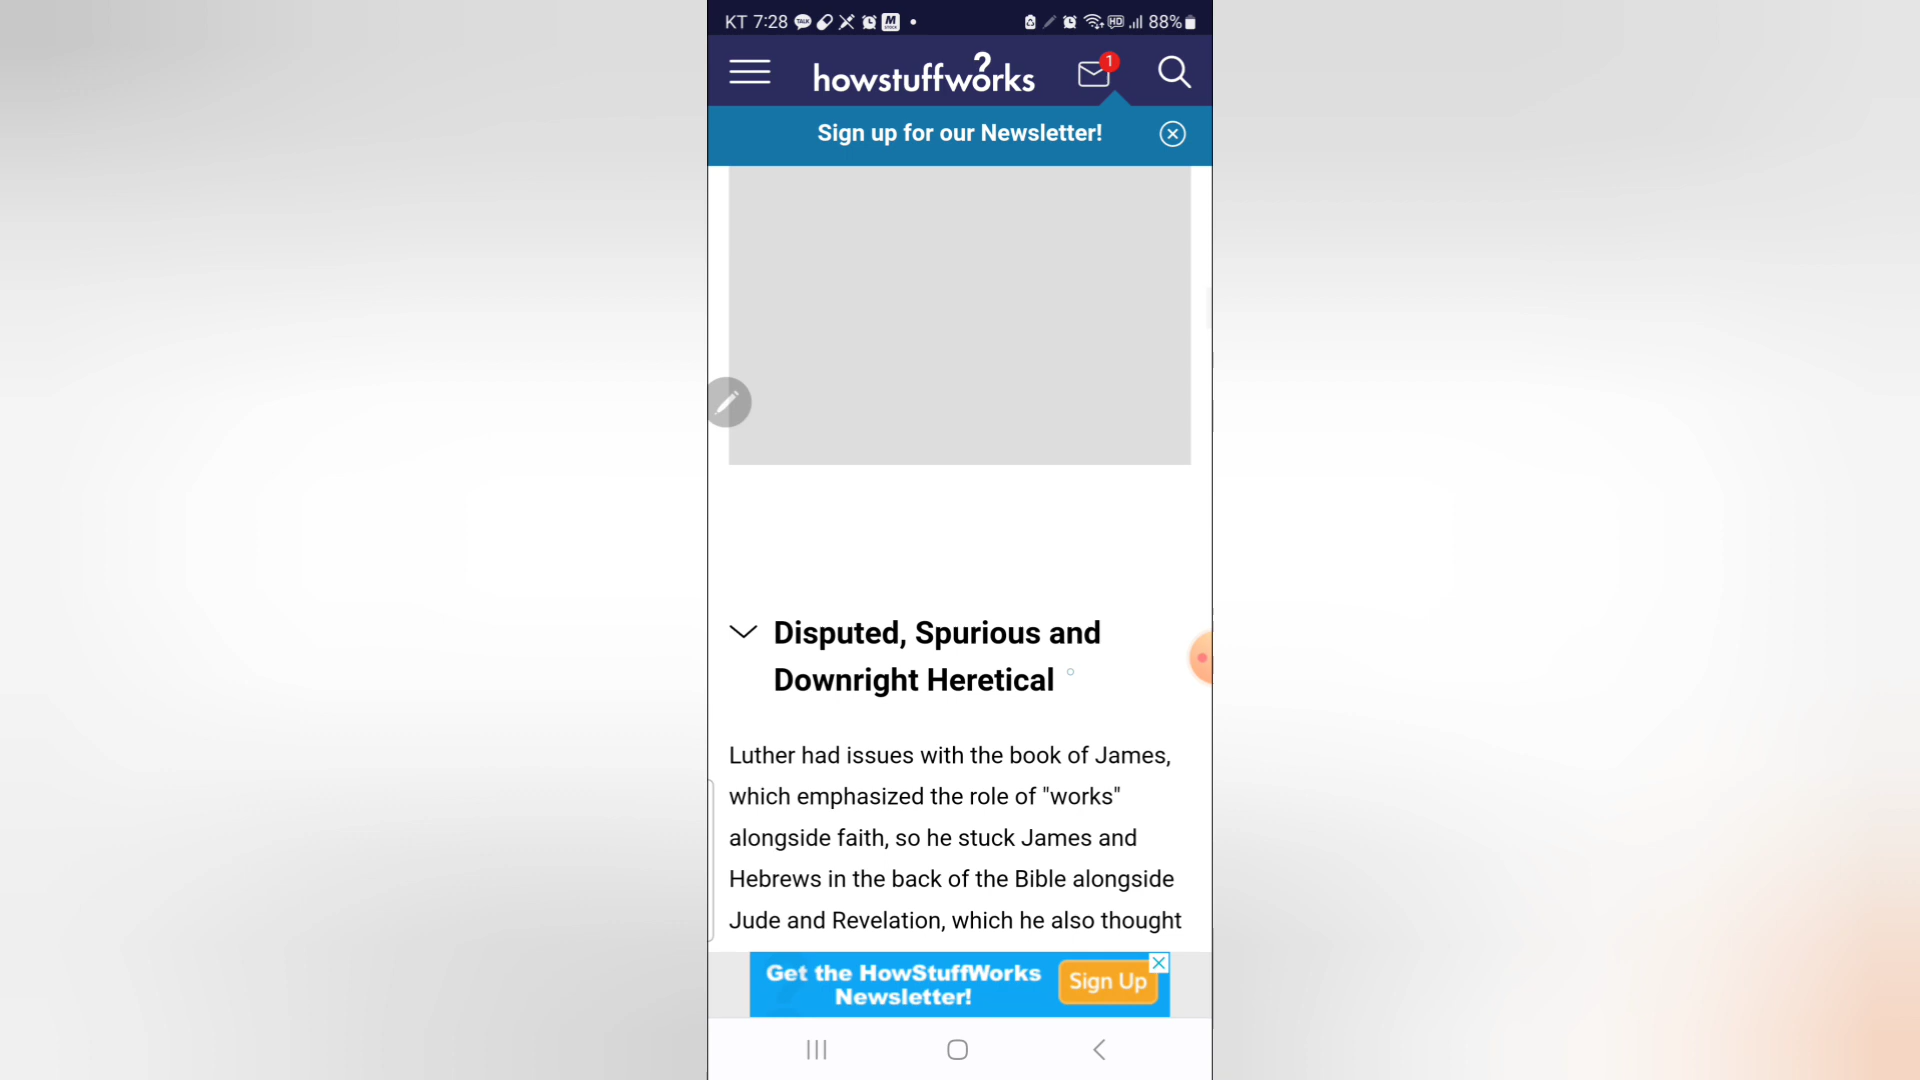 KT 7:28 TALK M HD 88%
howstuffworks
1
Sign up for our Newsletter!
Disputed, Spurious and
Downright Heretical
Luther had issues with the book of James,
which emphasized the role of "works"
alongside faith, so he stuck James and
Hebrews in the back of the Bible alongside
Jude and Revelation, which he also thought
Get the HowStuffWorks
Newsletter!
Sign Up